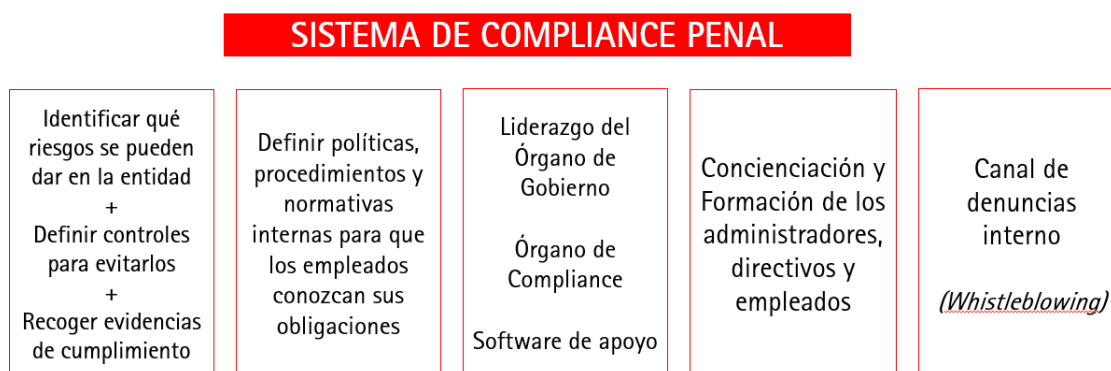 SISTEMA DE COMPLIANCE PENAL
Identificar qué
riesgos se pueden
dar en la entidad
+
Definir controles
para evitarlos
+
Recoger evidencias
de cumplimiento
Definir políticas,
procedimientos y
normativas
internas para que
los empleados
conozcan sus
obligaciones
Liderazgo del
Órgano de
Gobierno
Órgano de
Compliance
Software de apoyo
Concienciación y
Formación de los
administradores,
directivos y
empleados
Canal de
denuncias
interno
(Whistleblowing)